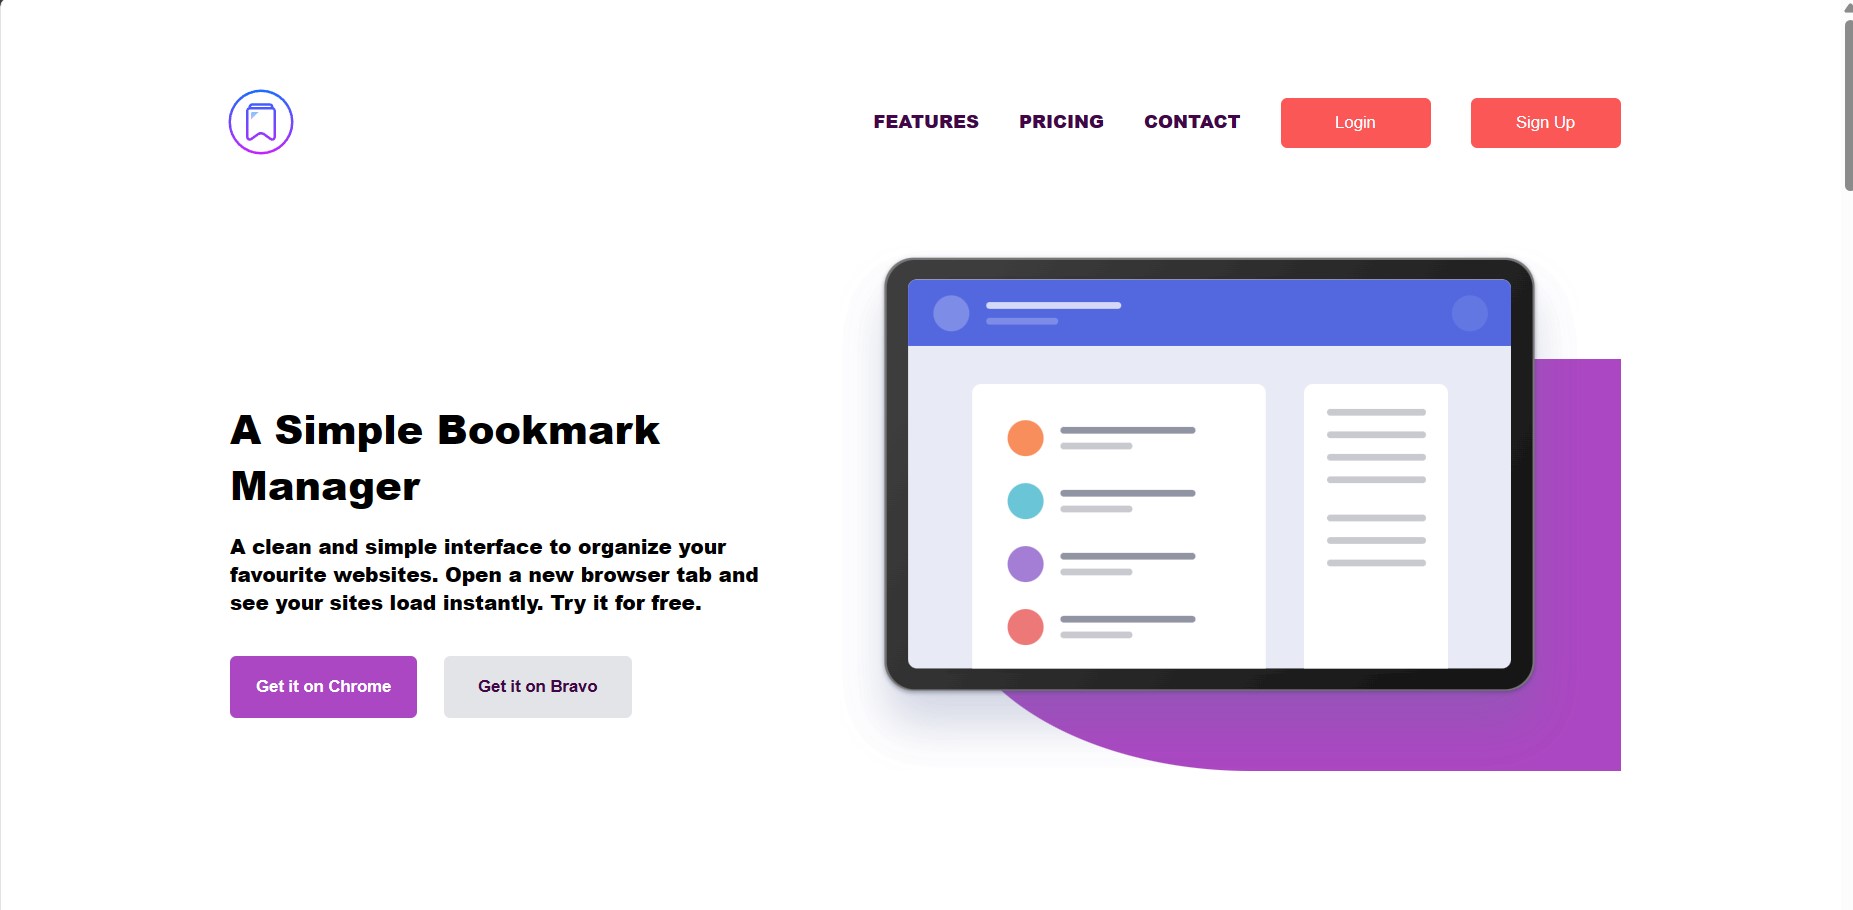 FEATURES PRICING CONTACT Login Sign Up
A Simple Bookmark
Manager
A clean and simple interface to organize your
favourite websites. Open a new browser tab and
see your sites load instantly. Try it for free.
Get it on Chrome Get it on Bravo